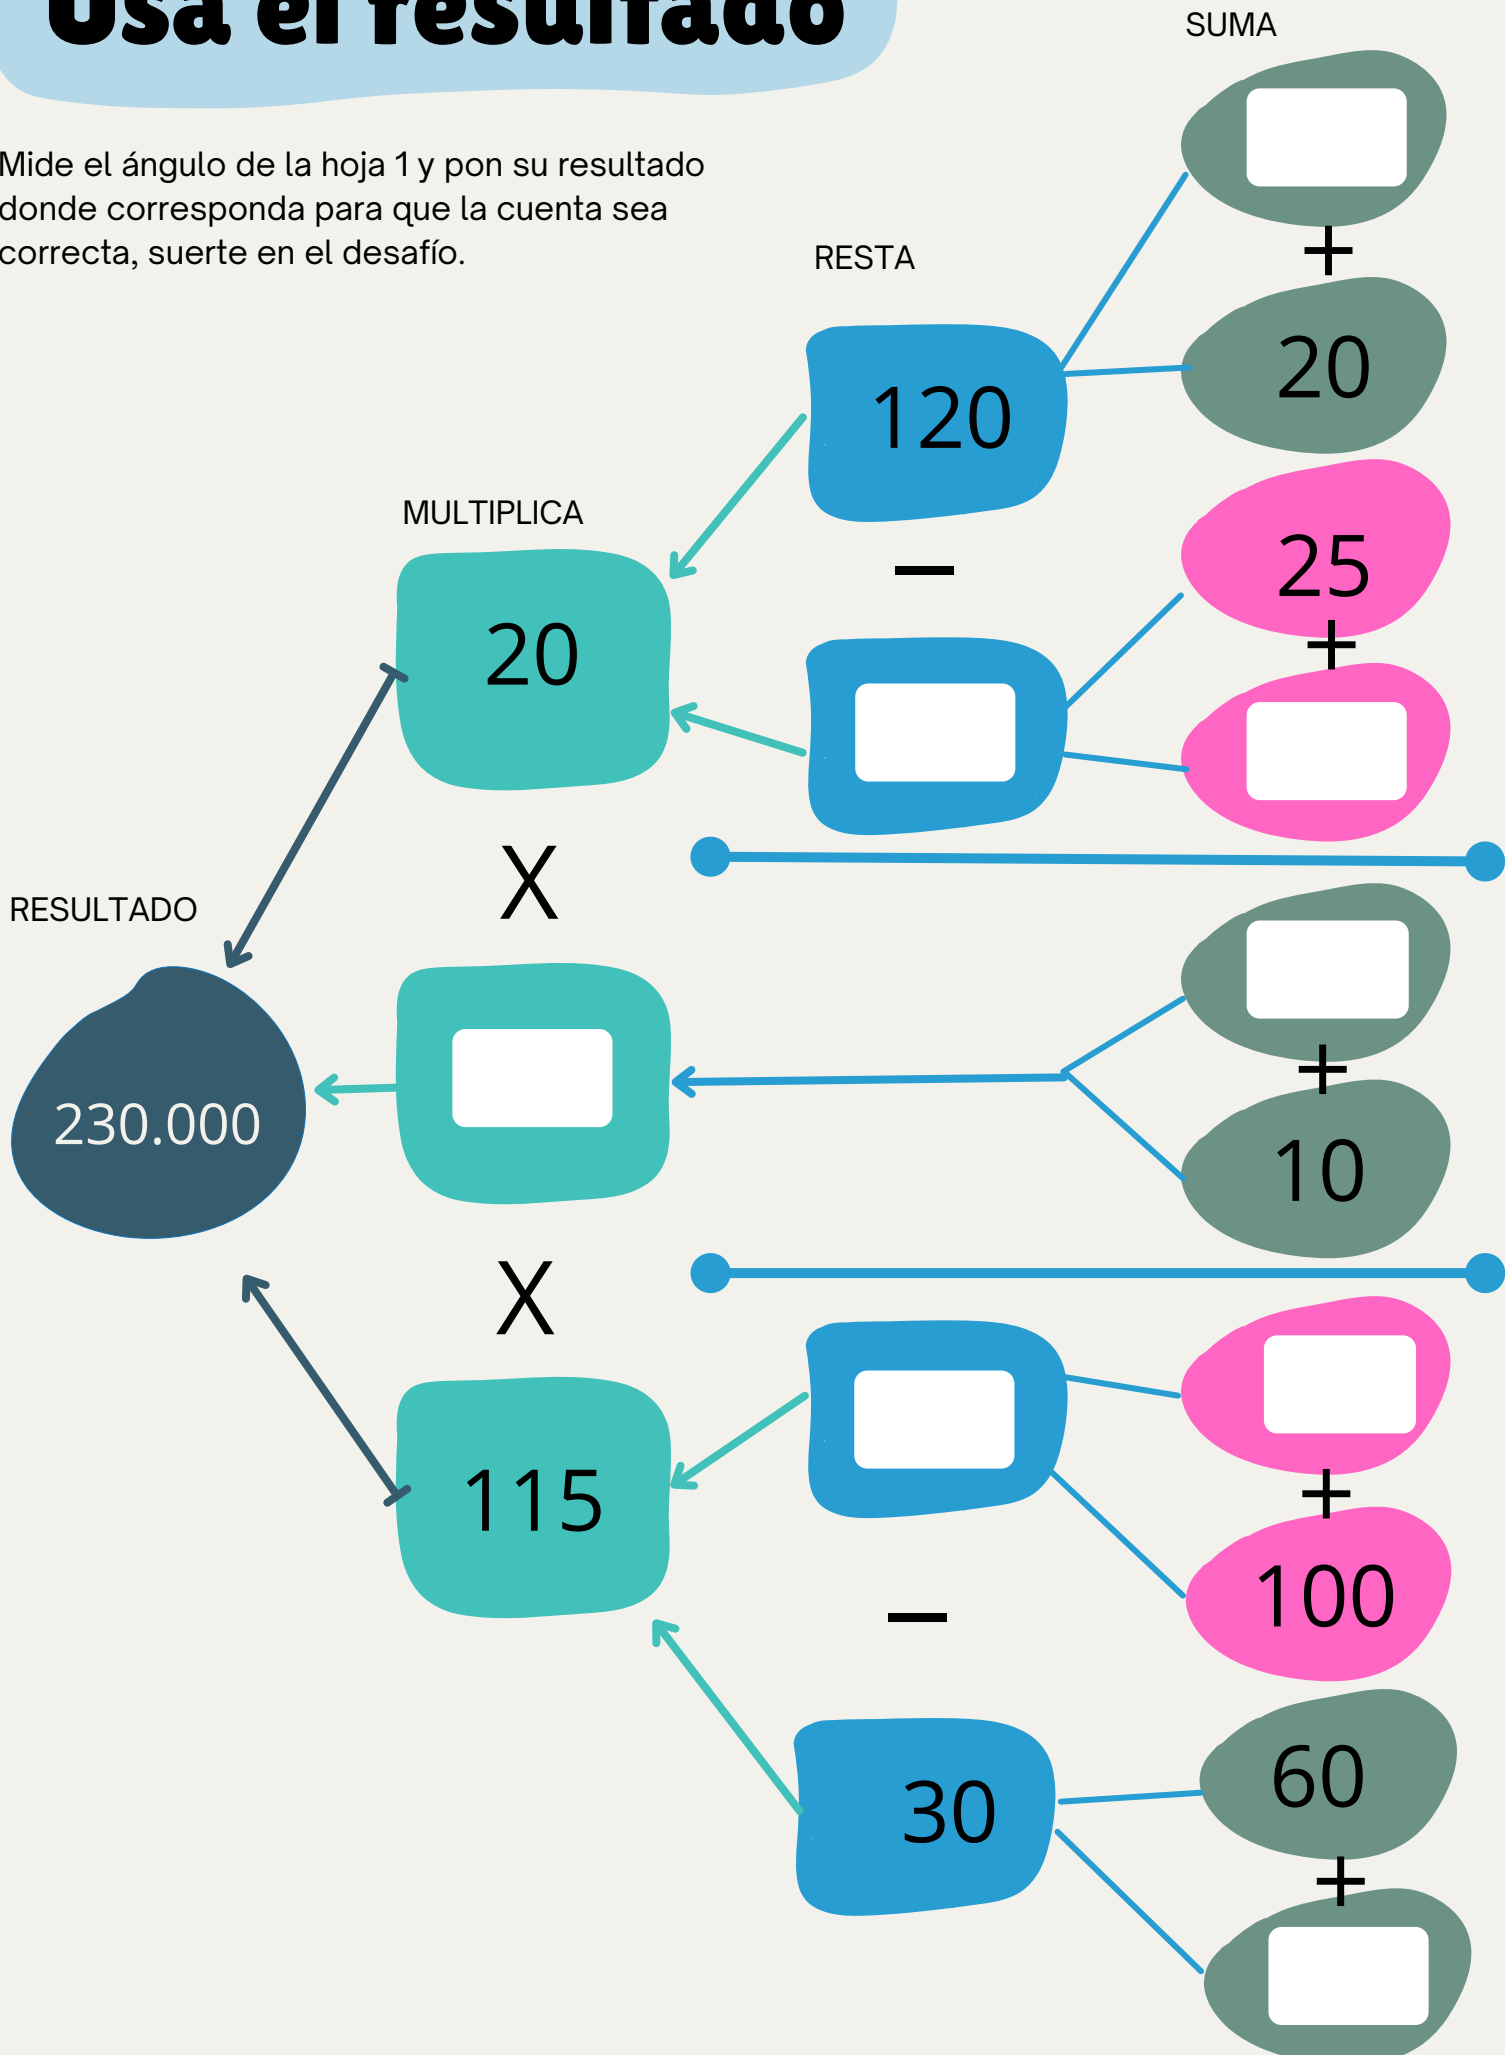 Usa el resultado
SUMA
Mide el ángulo de la hoja 1 y pon su resultado
donde corresponda para que la cuenta sea
correcta, suerte en el desafío.
RESTA
+
120
20
MULTIPLICA
–
25
20
+
X
RESULTADO
+
230.000
10
X
115
+
–
100
60
30
+